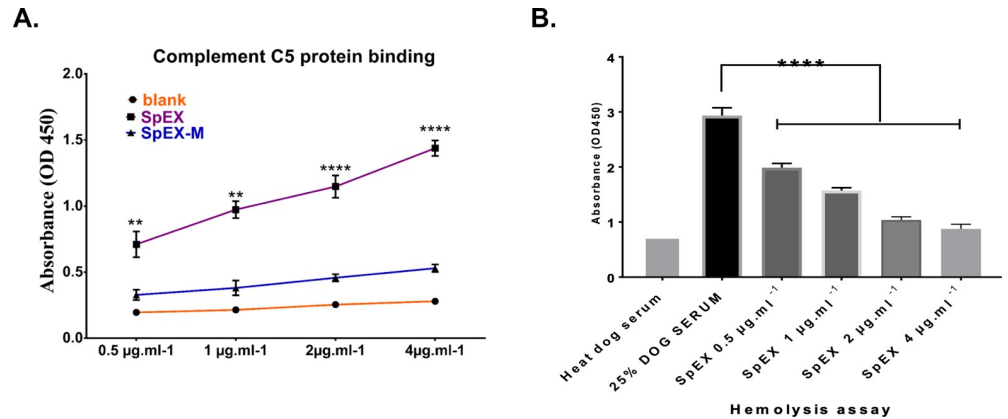 A.
Complement C5 protein binding
Absorbance (OD 450)
2.0
1.5
1.0
0.5
0.0
blank
SpEX
SpEX-M
**
**
****
****
0.5 µg.ml-1
1 µg.ml-1
2µg.ml-1
4µg.ml-1
B.
Absorbance (OD450)
4
3
2
1
0
****
Heat dog serum
25% DOG SERUM
SpEX 0.5 µg.ml-1
SpEX 1 µg.ml-1
SpEX 2 µg.ml-1
SpEX 4 µg.ml-1
Hemolysis assay